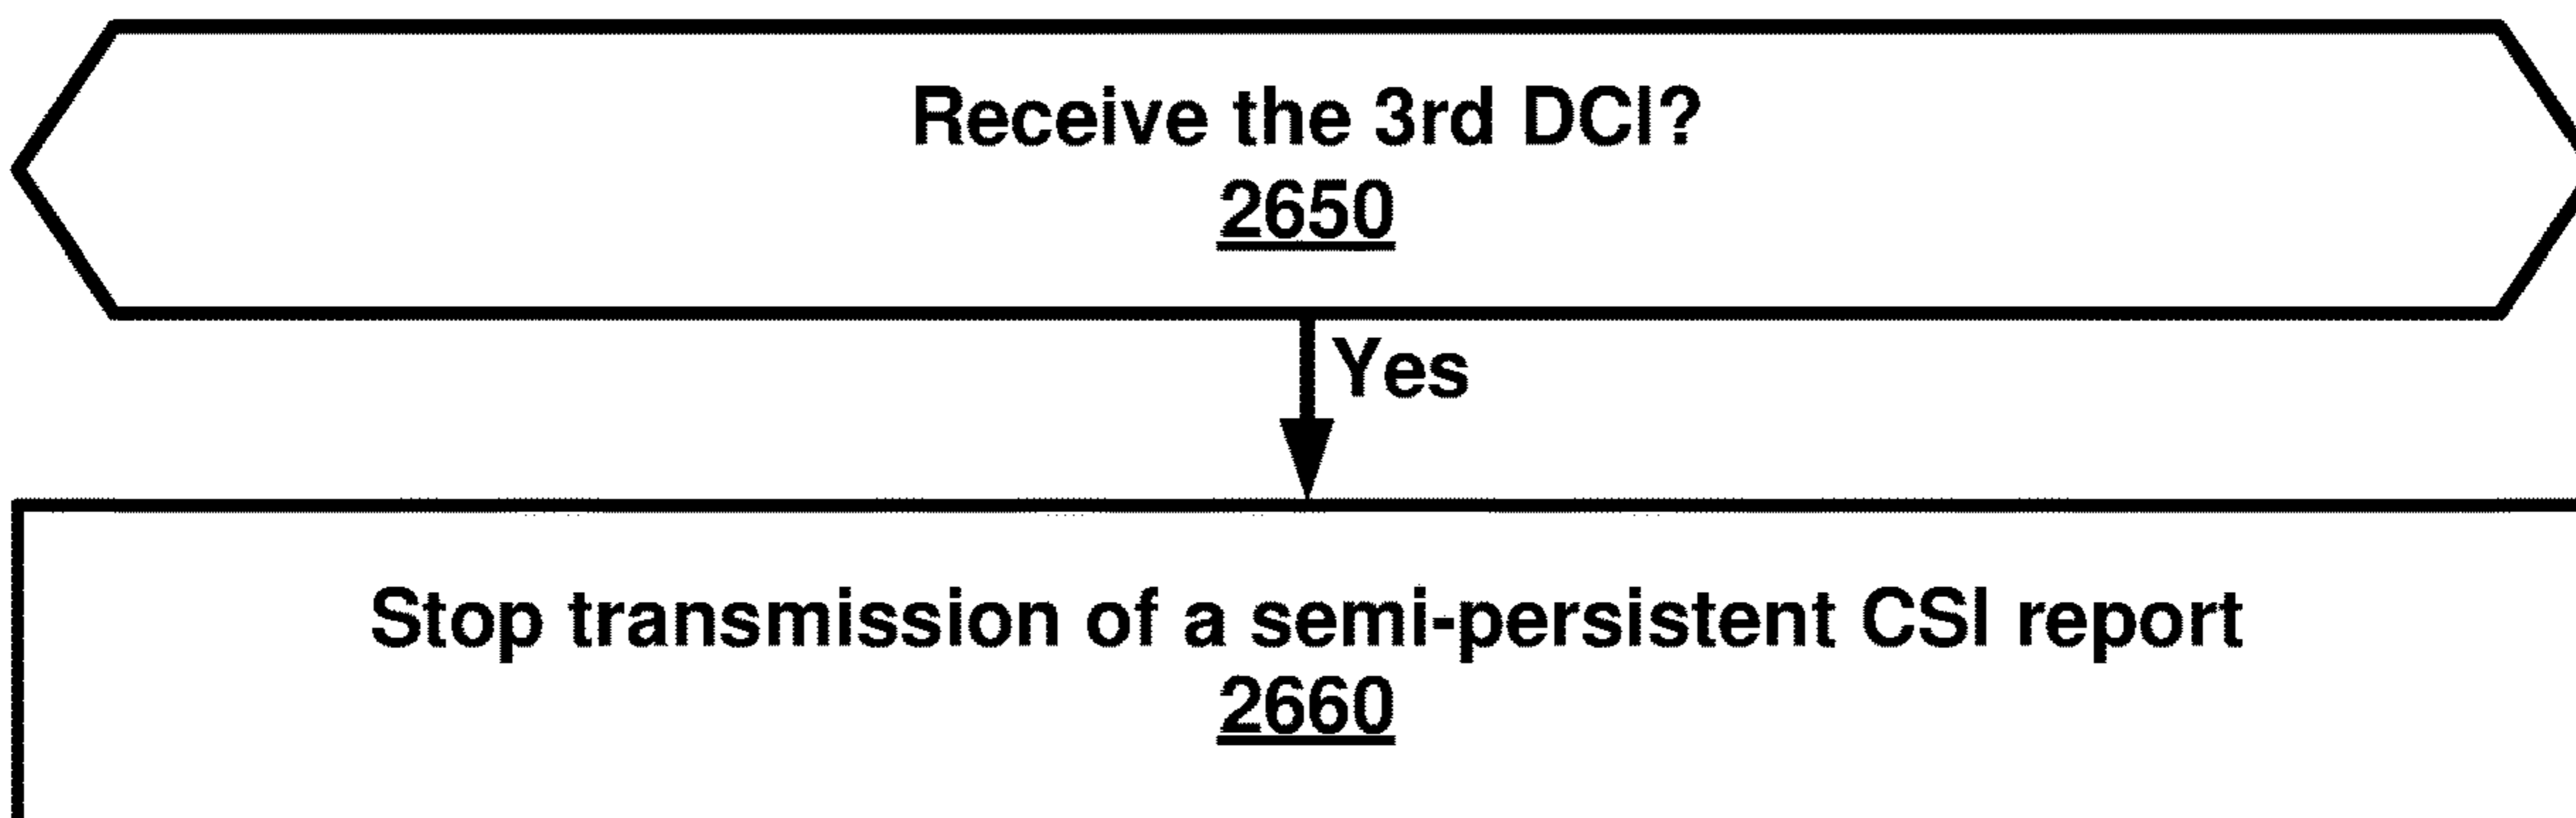 Receive the 3rd DCI?
2650
Yes
Stop transmission of a semi-persistent CSI report
2660